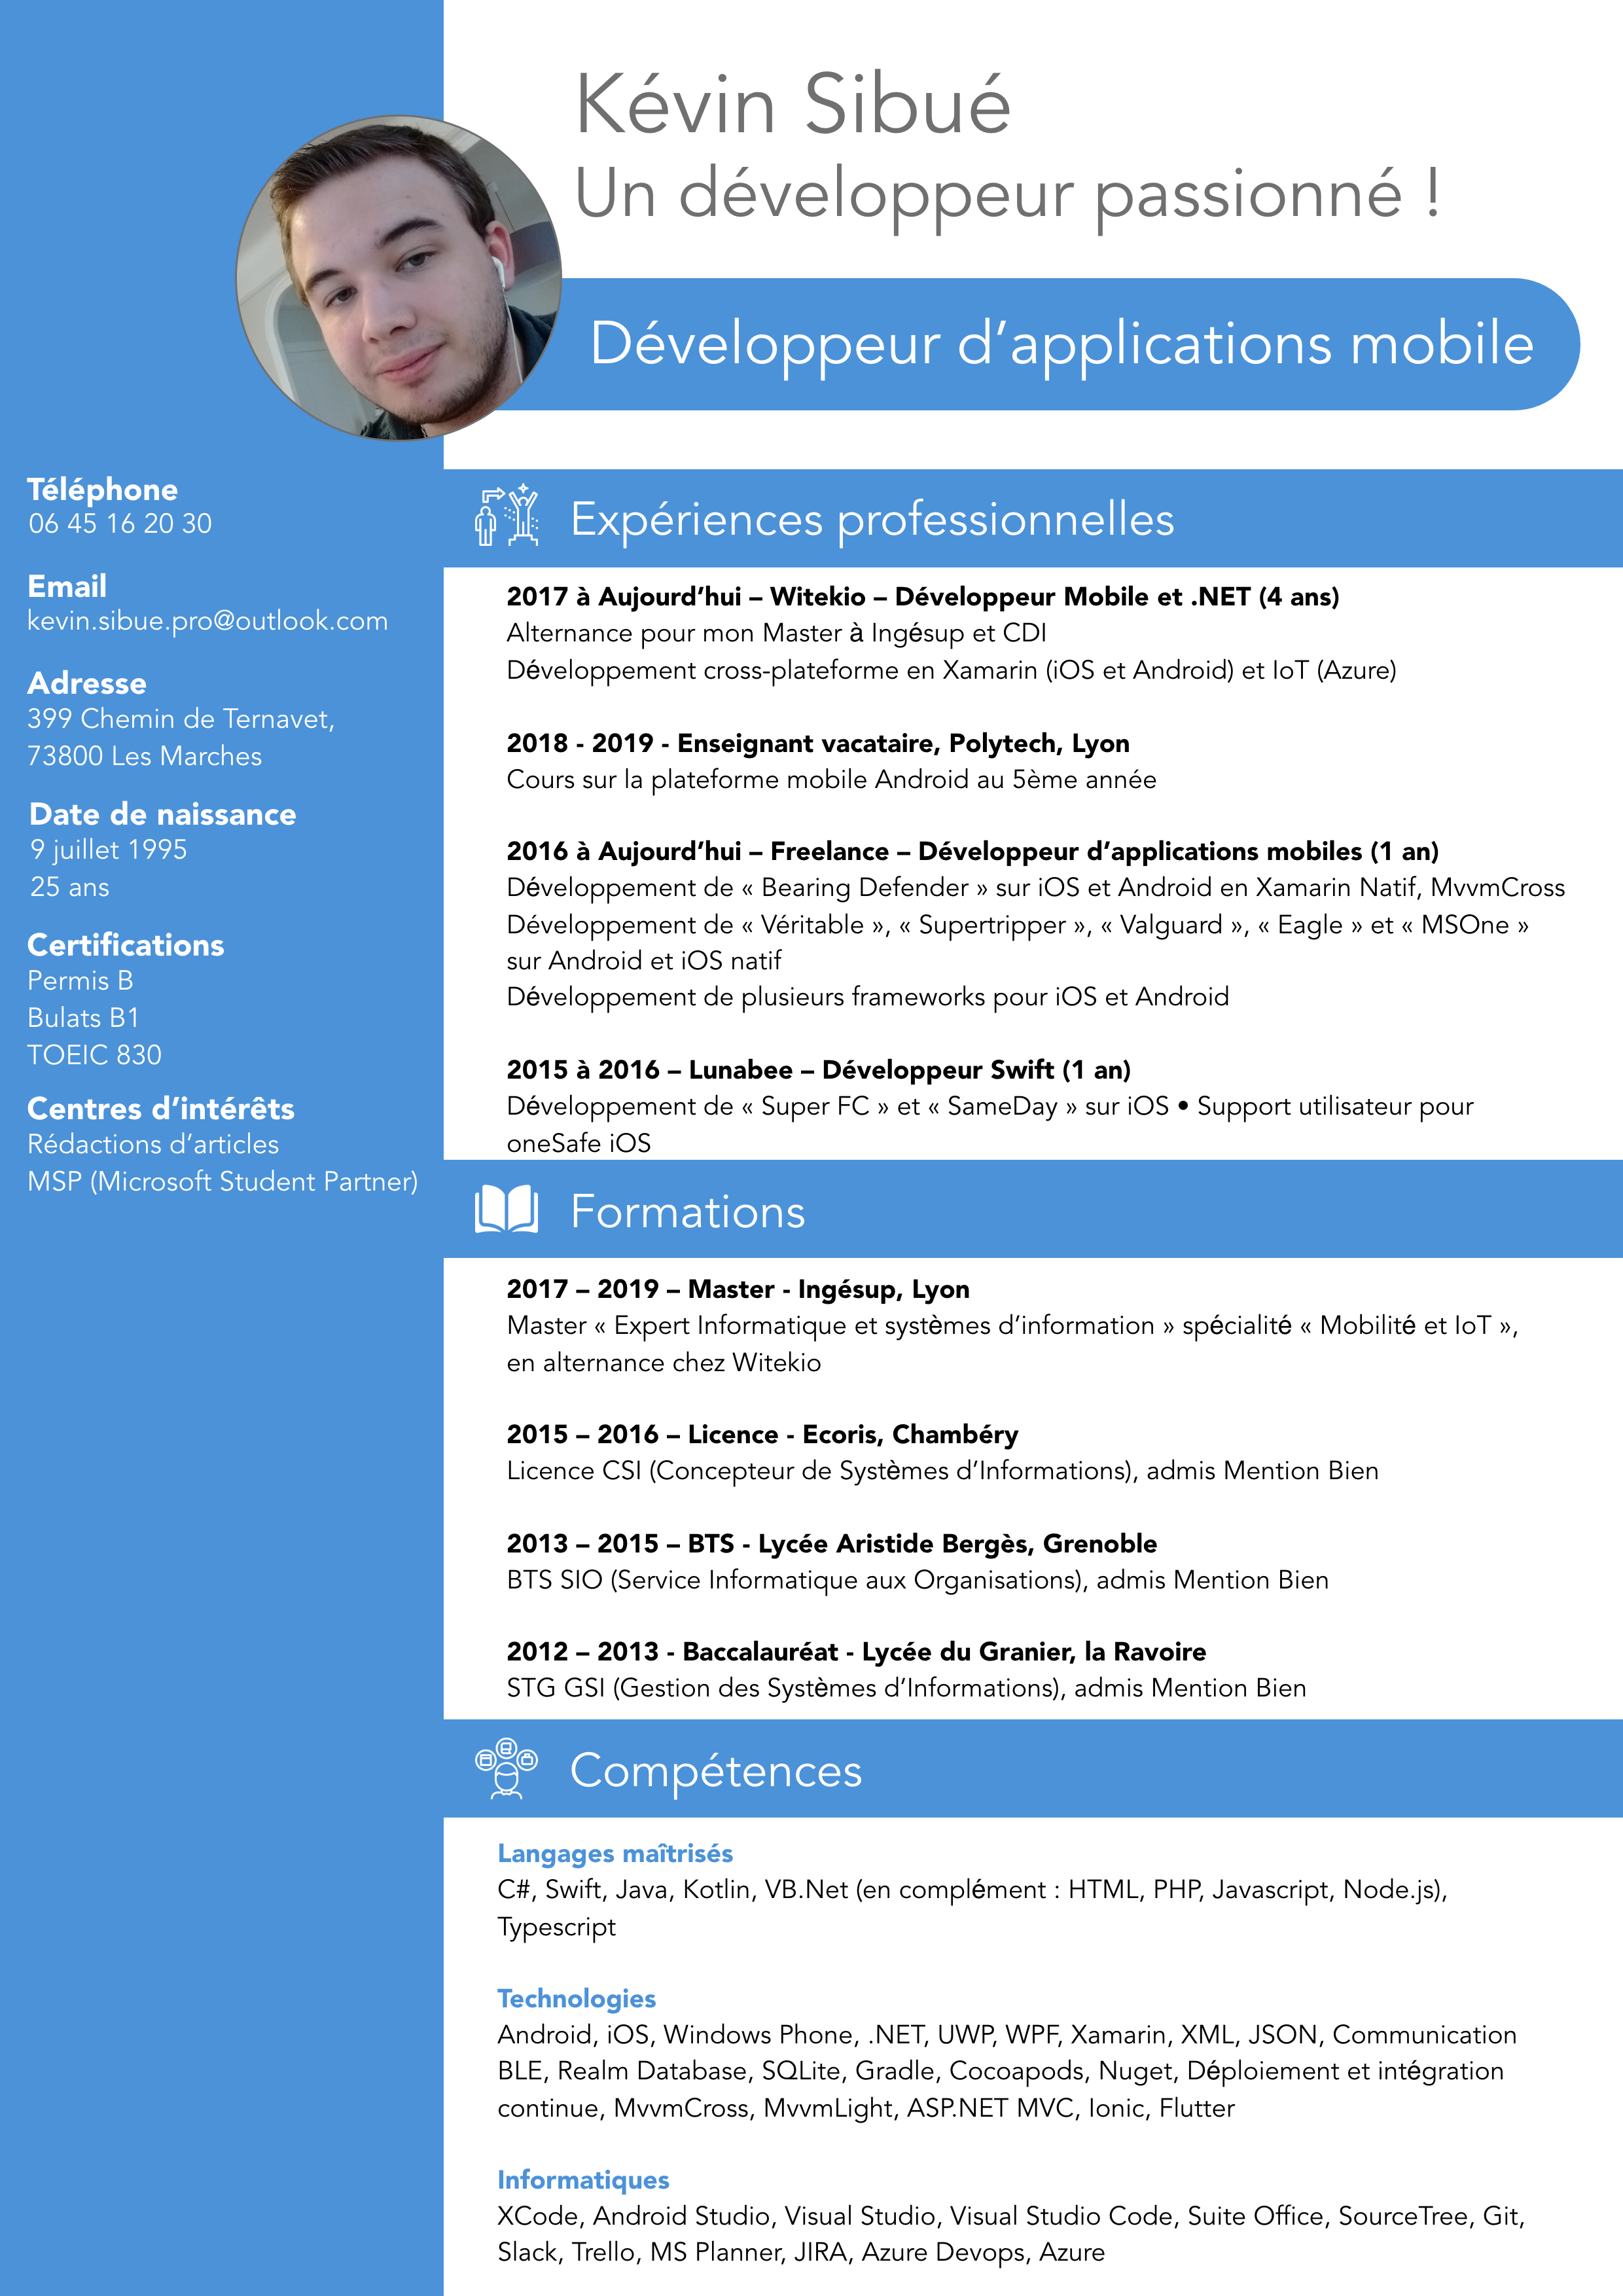 Kévin Sibué
Un développeur passionné !
Développeur d’applications mobile
Téléphone
06 45 16 20 30
Email
kevin.sibue.pro@outlook.com
Adresse
399 Chemin de Ternavet,
73800 Les Marches
Date de naissance
9 juillet 1995
25 ans
Certifications
Permis B
Bulats B1
TOEIC 830
Centres d’intérêts
Rédactions d’articles
MSP (Microsoft Student Partner)
Expériences professionnelles
2017 à Aujourd’hui – Witekio – Développeur Mobile et .NET (4 ans)
Alternance pour mon Master à Ingésup et CDI
Développement cross-plateforme en Xamarin (iOS et Android) et IoT (Azure)
2018 - 2019 - Enseignant vacataire, Polytech, Lyon
Cours sur la plateforme mobile Android au 5ème année
2016 à Aujourd’hui – Freelance – Développeur d’applications mobiles (1 an)
Développement de « Bearing Defender » sur iOS et Android en Xamarin Natif, MvvmCross
Développement de « Véritable », « Supertripper », « Valguard », « Eagle » et « MSOne »
sur Android et iOS natif
Développement de plusieurs frameworks pour iOS et Android
2015 à 2016 – Lunabee – Développeur Swift (1 an)
Développement de « Super FC » et « SameDay » sur iOS • Support utilisateur pour
oneSafe iOS
Formations
2017 – 2019 – Master - Ingésup, Lyon
Master « Expert Informatique et systèmes d’information » spécialité « Mobilité et IoT »,
en alternance chez Witekio
2015 – 2016 – Licence - Ecoris, Chambéry
Licence CSI (Concepteur de Systèmes d’Informations), admis Mention Bien
2013 – 2015 – BTS - Lycée Aristide Bergès, Grenoble
BTS SIO (Service Informatique aux Organisations), admis Mention Bien
2012 – 2013 - Baccalauréat - Lycée du Granier, la Ravoire
STG GSI (Gestion des Systèmes d’Informations), admis Mention Bien
Compétences
Langages maîtrisés
C#, Swift, Java, Kotlin, VB.Net (en complément : HTML, PHP, Javascript, Node.js),
Typescript
Technologies
Android, iOS, Windows Phone, .NET, UWP, WPF, Xamarin, XML, JSON, Communication
BLE, Realm Database, SQLite, Gradle, Cocoapods, Nuget, Déploiement et intégration
continue, MvvmCross, MvvmLight, ASP.NET MVC, Ionic, Flutter
Informatiques
XCode, Android Studio, Visual Studio, Visual Studio Code, Suite Office, SourceTree, Git,
Slack, Trello, MS Planner, JIRA, Azure Devops, Azure